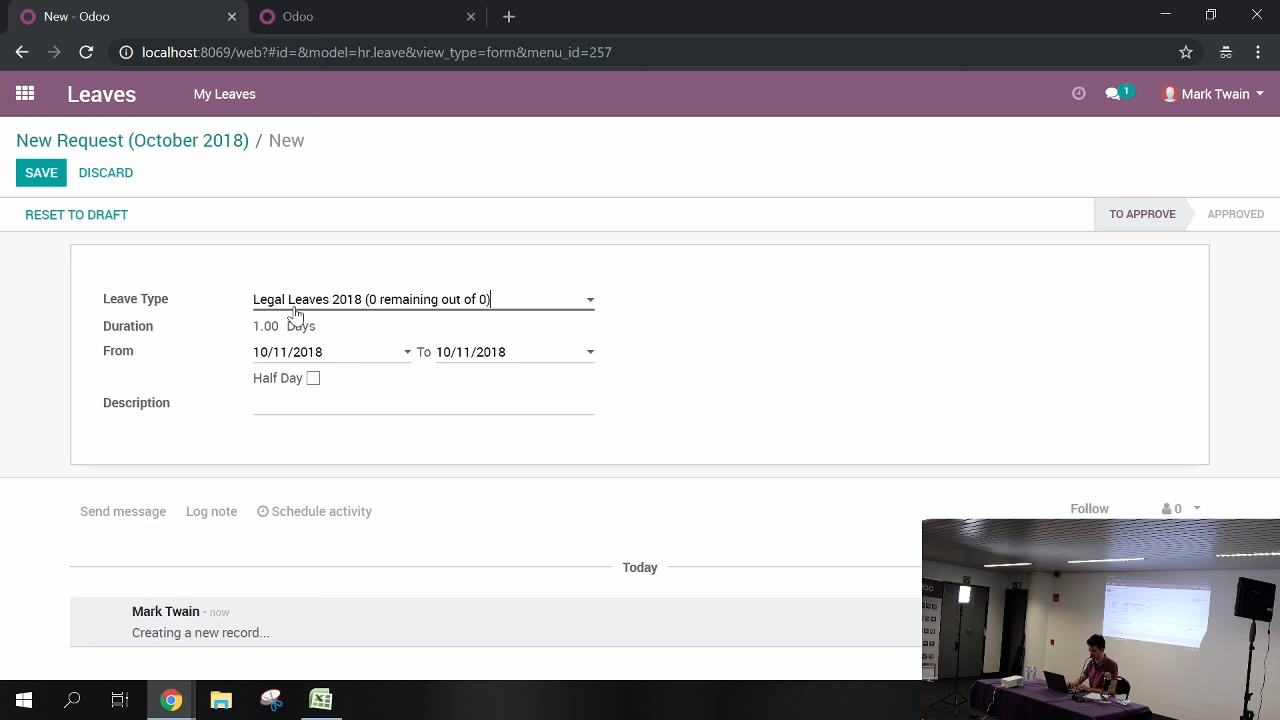 New - Odoo
Odoo
localhost:8069/web?#id=&model=hr.leave&view_type=form&menu_id=257
Leaves
My Leaves
1
Mark Twain
New Request (October 2018) / New
SAVE
DISCARD
RESET TO DRAFT
TO APPROVE
APPROVED
Leave Type
Legal Leaves 2018 (0 remaining out of 0)
Duration
1.00 Days
From
10/11/2018
To
10/11/2018
Half Day
Description
Send message
Log note
Schedule activity
Follow
0
Today
Mark Twain - now
Creating a new record...